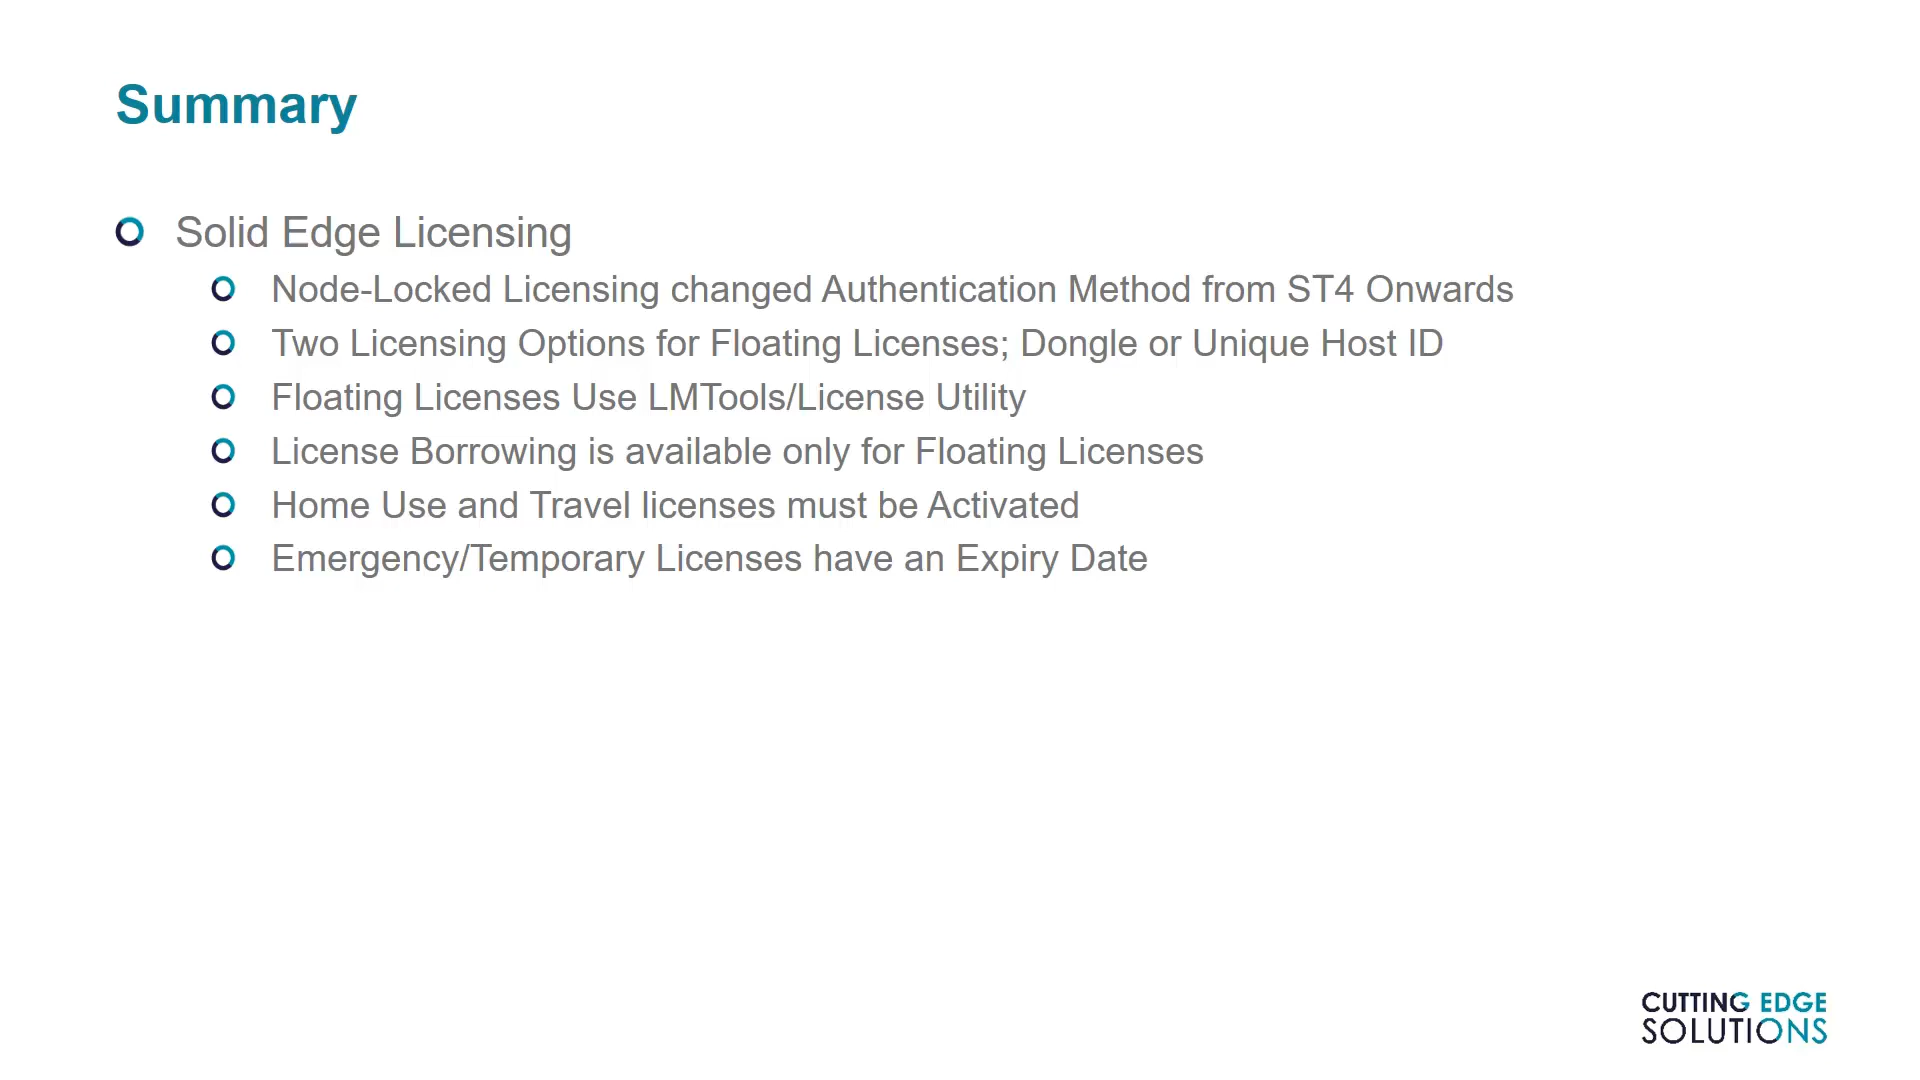 Summary
Solid Edge Licensing
Node-Locked Licensing changed Authentication Method from ST4 Onwards
Two Licensing Options for Floating Licenses; Dongle or Unique Host ID
Floating Licenses Use LMTools/License Utility
License Borrowing is available only for Floating Licenses
Home Use and Travel licenses must be Activated
Emergency/Temporary Licenses have an Expiry Date
CUTTING EDGE
SOLUTIONS